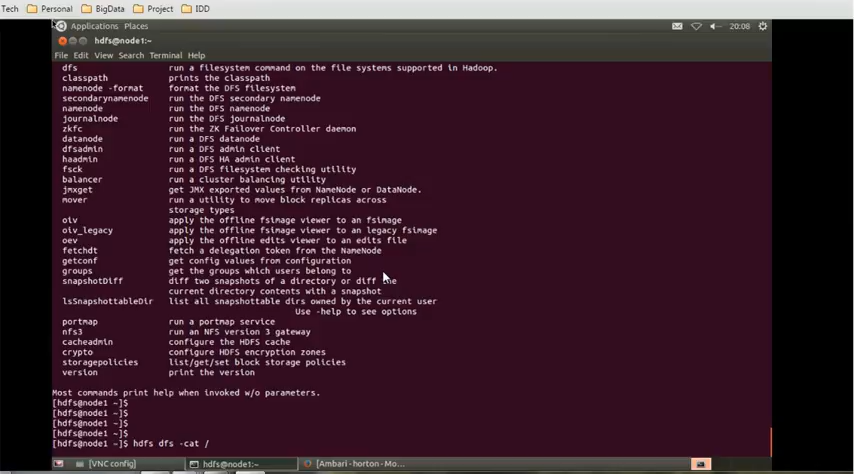 Tech Personal BigData Project IDD
Applications Places 20:08
hdfs@node1:~
File Edit View Search Terminal Help
dfs run a filesystem command on the file systems supported in Hadoop.
classpath prints the classpath
namenode -format format the DFS filesystem
secondarynamenode run the DFS secondary namenode
namenode run the DFS namenode
journalnode run the DFS journalnode
zkfc run the ZK Failover Controller daemon
datanode run a DFS datanode
dfsadmin run a DFS admin client
haadmin run a DFS HA admin client
fsck run a DFS filesystem checking utility
balancer run a cluster balancing utility
jmxget get JMX exported values from NameNode or DataNode.
mover run a utility to move block replicas across
storage types
oiv apply the offline fsimage viewer to an fsimage
oiv_legacy apply the offline fsimage viewer to an legacy fsimage
oev apply the offline edits viewer to an edits file
fetchdt fetch a delegation token from the NameNode
getconf get config values from configuration
groups get the groups which users belong to
snapshotDiff diff two snapshots of a directory or diff the
current directory contents with a snapshot
lsSnapshottableDir list all snapshottable dirs owned by the current user
Use -help to see options
portmap run a portmap service
nfs3 run an NFS version 3 gateway
cacheadmin configure the HDFS cache
crypto configure HDFS encryption zones
storagepolicies list/get/set block storage policies
version print the version
Most commands print help when invoked w/o parameters.
[hdfs@node1 ~]$
[hdfs@node1 ~]$
[hdfs@node1 ~]$
[hdfs@node1 ~]$
[hdfs@node1 ~]$ hdfs dfs -cat /
[VNC config] hdfs@node1:~ [Ambari - horton - Mo...